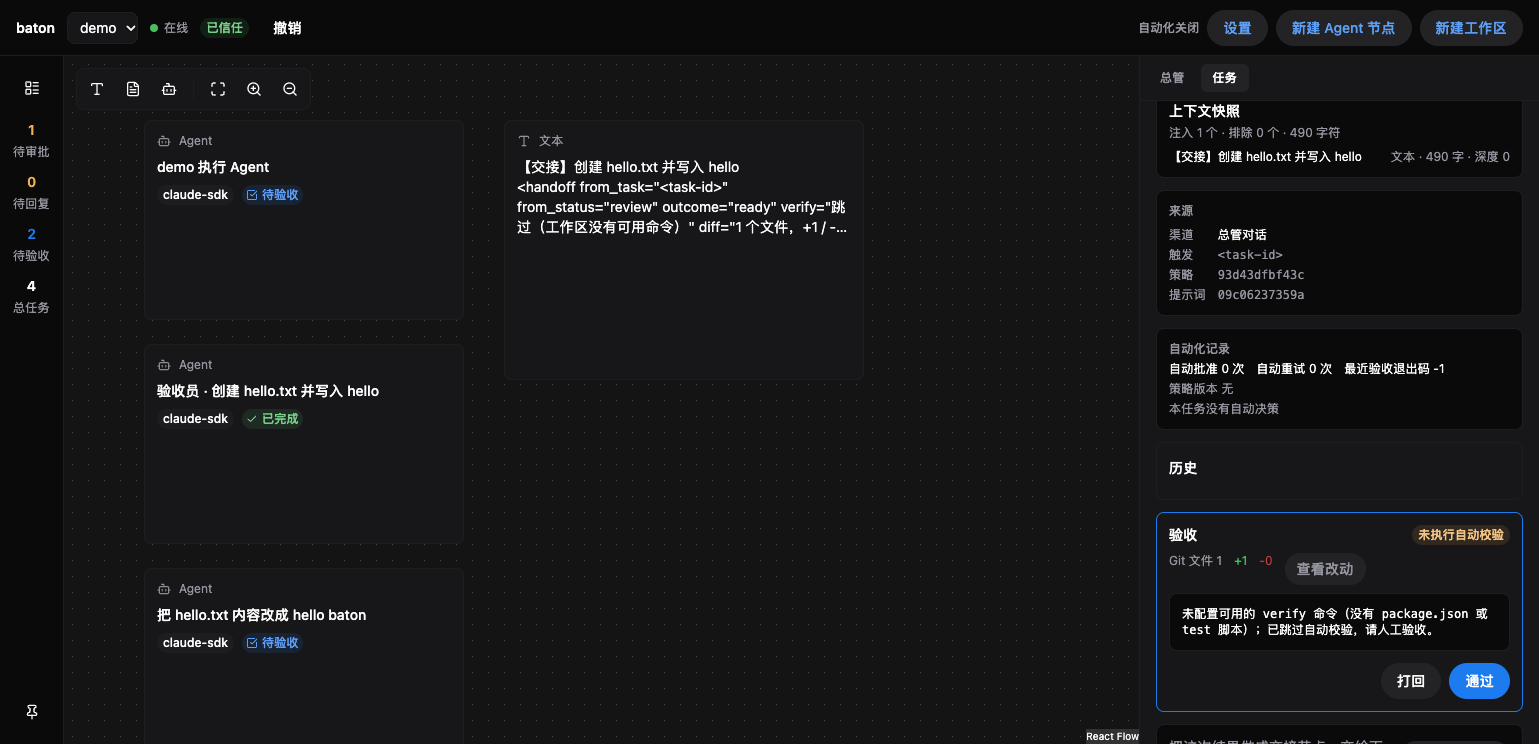 baton demo 在线 已信任 撤销 自动化关闭 设置 新建 Agent 节点 新建工作区
1
待审批
0
待回复
2
待验收
4
总任务
Agent
demo 执行 Agent
claude-sdk 待验收
文本
【交接】创建 hello.txt 并写入 hello
<handoff from_task="<task-id>"
from_status="review" outcome="ready" verify="跳
过（工作区没有可用命令）" diff="1 个文件，+1 / -...
Agent
验收员 · 创建 hello.txt 并写入 hello
claude-sdk 已完成
Agent
把 hello.txt 内容改成 hello baton
claude-sdk 待验收
React Flow
总管 任务
上下文快照
注入 1 个 · 排除 0 个 · 490 字符
【交接】创建 hello.txt 并写入 hello 文本 · 490 字 · 深度 0
来源
渠道 总管对话
触发 <task-id>
策略 93d43dfbf43c
提示词 09c06237359a
自动化记录
自动批准 0 次 自动重试 0 次 最近验收退出码 -1
策略版本 无
本任务没有自动决策
历史
验收 未执行自动校验
Git 文件 1 +1 -0 查看改动
未配置可用的 verify 命令（没有 package.json 或
test 脚本）；已跳过自动校验，请人工验收。
打回 通过